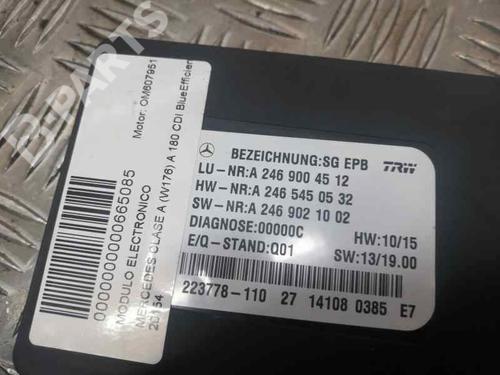 B-PARTS
000000000000665085
MODULO ELECTRONICO
MERCEDES CLASE A (W176) A 180 CDI BlueEfficien
Motor: OM607951
BEZEICHNUNG:SG EPB
TRW
LU-NR:A 246 900 45 12
HW-NR:A 246 545 05 32
SW-NR:A 246 902 10 02
DIAGNOSE:00000C
HW:10/15
E/Q-STAND:Q01
SW:13/19.00
223778-110 27 14108 0385 E7